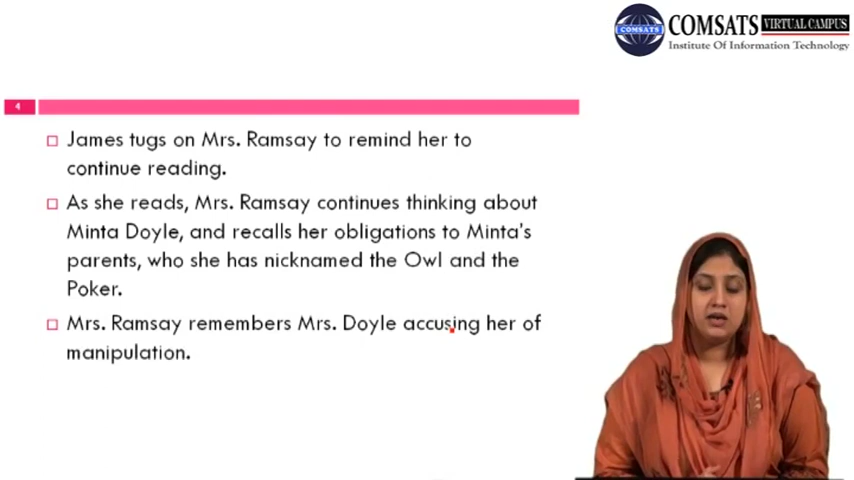 COMSATS VIRTUAL CAMPUS
COMSATS
Institute Of Information Technology
4
James tugs on Mrs. Ramsay to remind her to
continue reading.
As she reads, Mrs. Ramsay continues thinking about
Minta Doyle, and recalls her obligations to Minta's
parents, who she has nicknamed the Owl and the
Poker.
Mrs. Ramsay remembers Mrs. Doyle accusing her of
manipulation.